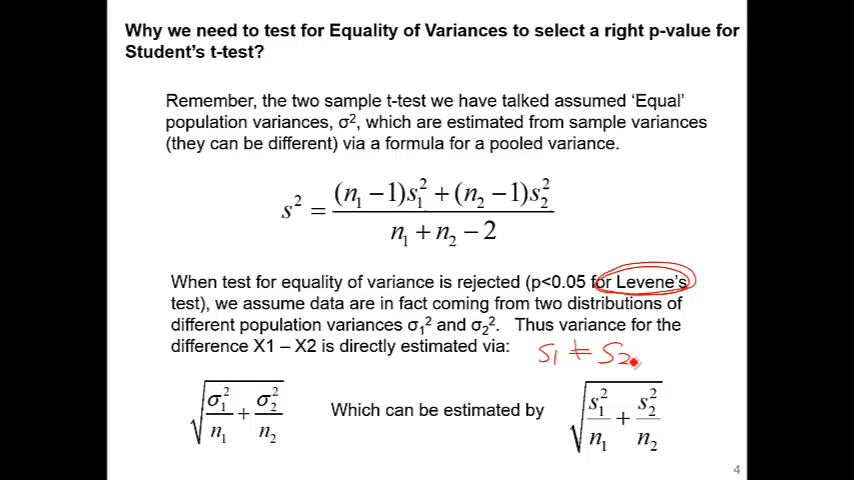 Why we need to test for Equality of Variances to select a right p-value for
Student's t-test?
Remember, the two sample t-test we have talked assumed 'Equal'
population variances, σ², which are estimated from sample variances
(they can be different) via a formula for a pooled variance.
s² = ((n₁ − 1)s₁² + (n₂ − 1)s₂²) / (n₁ + n₂ − 2)
When test for equality of variance is rejected (p<0.05 for Levene's
test), we assume data are in fact coming from two distributions of
different population variances σ₁² and σ₂². Thus variance for the
difference X1 – X2 is directly estimated via:
S₁ ≠ S₂
√(σ₁²/n₁ + σ₂²/n₂) Which can be estimated by √(s₁²/n₁ + s₂²/n₂)
4